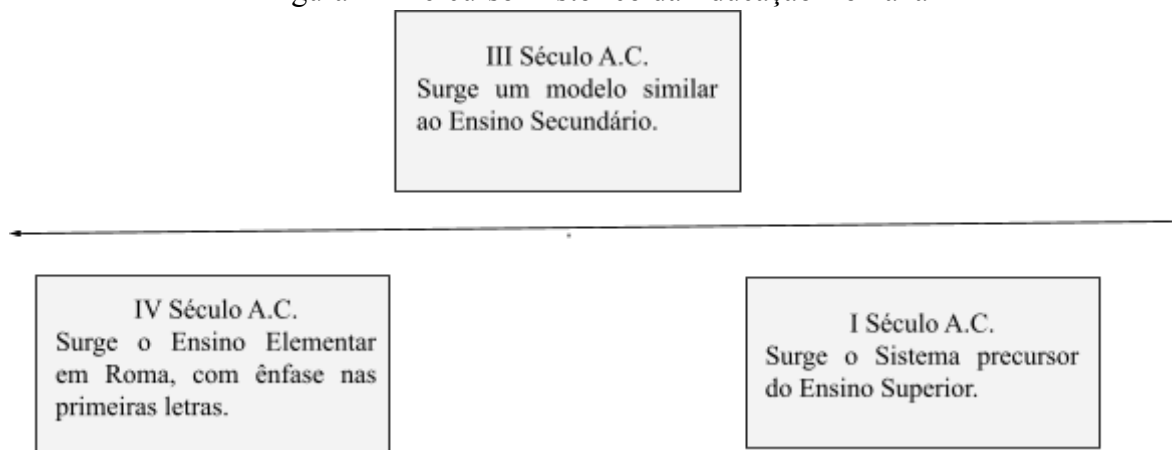 III Século A.C.
Surge um modelo similar
ao Ensino Secundário.
IV Século A.C.
Surge o Ensino Elementar
em Roma, com ênfase nas
primeiras letras.
I Século A.C.
Surge o Sistema precursor
do Ensino Superior.